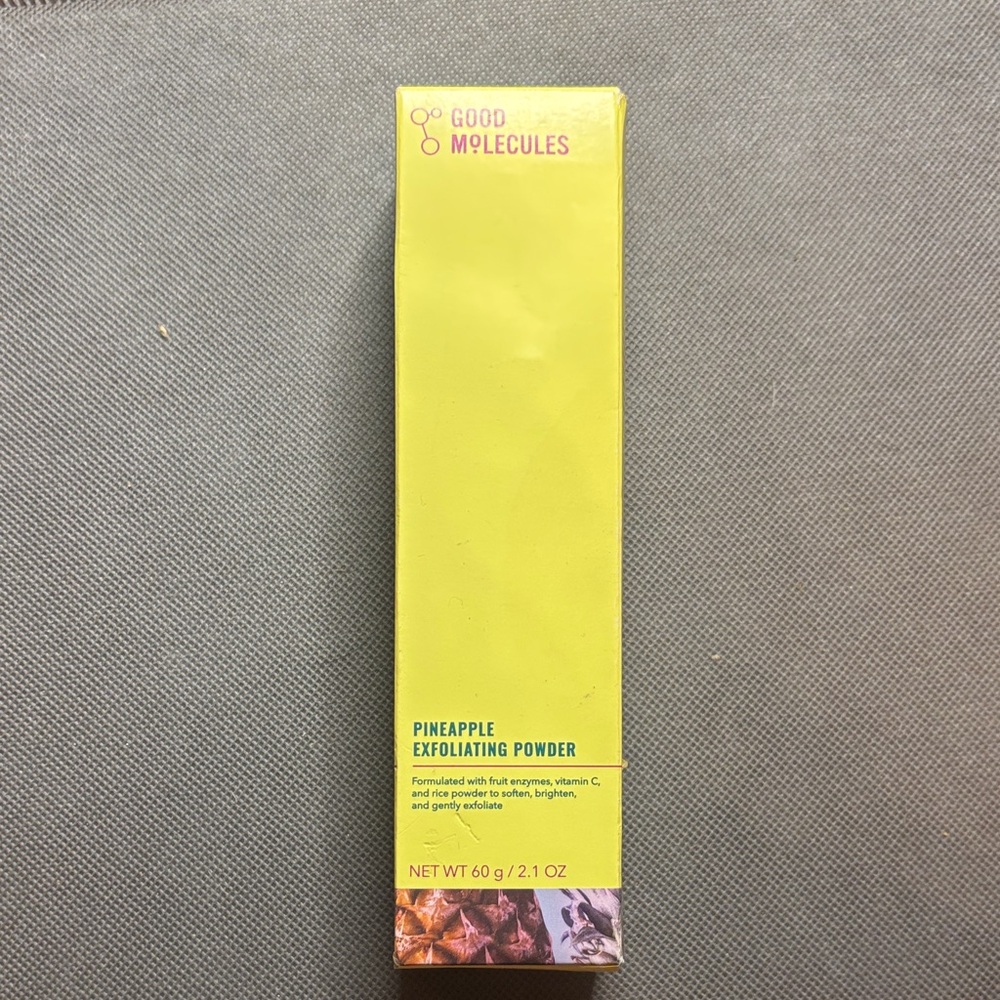 GOOD
MOLECULES
PINEAPPLE
EXFOLIATING POWDER
Formulated with fruit enzymes, vitamin C,
and rice powder to soften, brighten,
and gently exfoliate
NET WT 60 g / 2.1 OZ